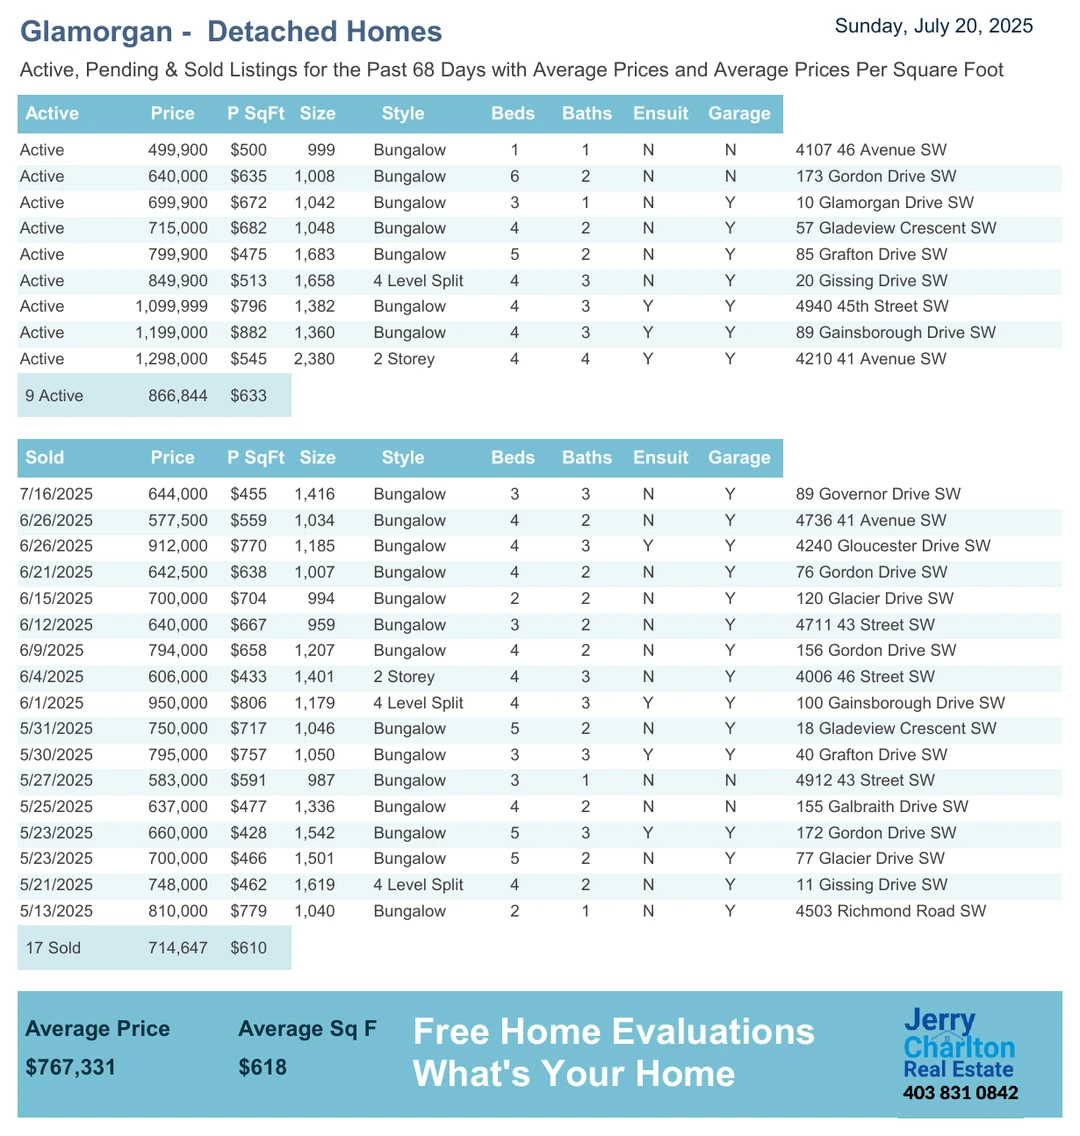 Glamorgan - Detached Homes
Sunday, July 20, 2025
Active, Pending & Sold Listings for the Past 68 Days with Average Prices and Average Prices Per Square Foot
Active Price P SqFt Size Style Beds Baths Ensuit Garage
Active 499,900 $500 999 Bungalow 1 1 N N 4107 46 Avenue SW
Active 640,000 $635 1,008 Bungalow 6 2 N N 173 Gordon Drive SW
Active 699,900 $672 1,042 Bungalow 3 1 N Y 10 Glamorgan Drive SW
Active 715,000 $682 1,048 Bungalow 4 2 N Y 57 Gladeview Crescent SW
Active 799,900 $475 1,683 Bungalow 5 2 N Y 85 Grafton Drive SW
Active 849,900 $513 1,658 4 Level Split 4 3 N Y 20 Gissing Drive SW
Active 1,099,999 $796 1,382 Bungalow 4 3 Y Y 4940 45th Street SW
Active 1,199,000 $882 1,360 Bungalow 4 3 Y Y 89 Gainsborough Drive SW
Active 1,298,000 $545 2,380 2 Storey 4 4 Y Y 4210 41 Avenue SW
9 Active 866,844 $633
Sold Price P SqFt Size Style Beds Baths Ensuit Garage
7/16/2025 644,000 $455 1,416 Bungalow 3 3 N Y 89 Governor Drive SW
6/26/2025 577,500 $559 1,034 Bungalow 4 2 N Y 4736 41 Avenue SW
6/26/2025 912,000 $770 1,185 Bungalow 4 3 Y Y 4240 Gloucester Drive SW
6/21/2025 642,500 $638 1,007 Bungalow 4 2 N Y 76 Gordon Drive SW
6/15/2025 700,000 $704 994 Bungalow 2 2 N Y 120 Glacier Drive SW
6/12/2025 640,000 $667 959 Bungalow 3 2 N Y 4711 43 Street SW
6/9/2025 794,000 $658 1,207 Bungalow 4 2 N Y 156 Gordon Drive SW
6/4/2025 606,000 $433 1,401 2 Storey 4 3 N Y 4006 46 Street SW
6/1/2025 950,000 $806 1,179 4 Level Split 4 3 Y Y 100 Gainsborough Drive SW
5/31/2025 750,000 $717 1,046 Bungalow 5 2 N Y 18 Gladeview Crescent SW
5/30/2025 795,000 $757 1,050 Bungalow 3 3 Y Y 40 Grafton Drive SW
5/27/2025 583,000 $591 987 Bungalow 3 1 N N 4912 43 Street SW
5/25/2025 637,000 $477 1,336 Bungalow 4 2 N N 155 Galbraith Drive SW
5/23/2025 660,000 $428 1,542 Bungalow 5 3 Y Y 172 Gordon Drive SW
5/23/2025 700,000 $466 1,501 Bungalow 5 2 N Y 77 Glacier Drive SW
5/21/2025 748,000 $462 1,619 4 Level Split 4 2 N Y 11 Gissing Drive SW
5/13/2025 810,000 $779 1,040 Bungalow 2 1 N Y 4503 Richmond Road SW
17 Sold 714,647 $610
Average Price Average Sq F
$767,331 $618
Free Home Evaluations
What's Your Home
Jerry
Charlton
Real Estate
403 831 0842